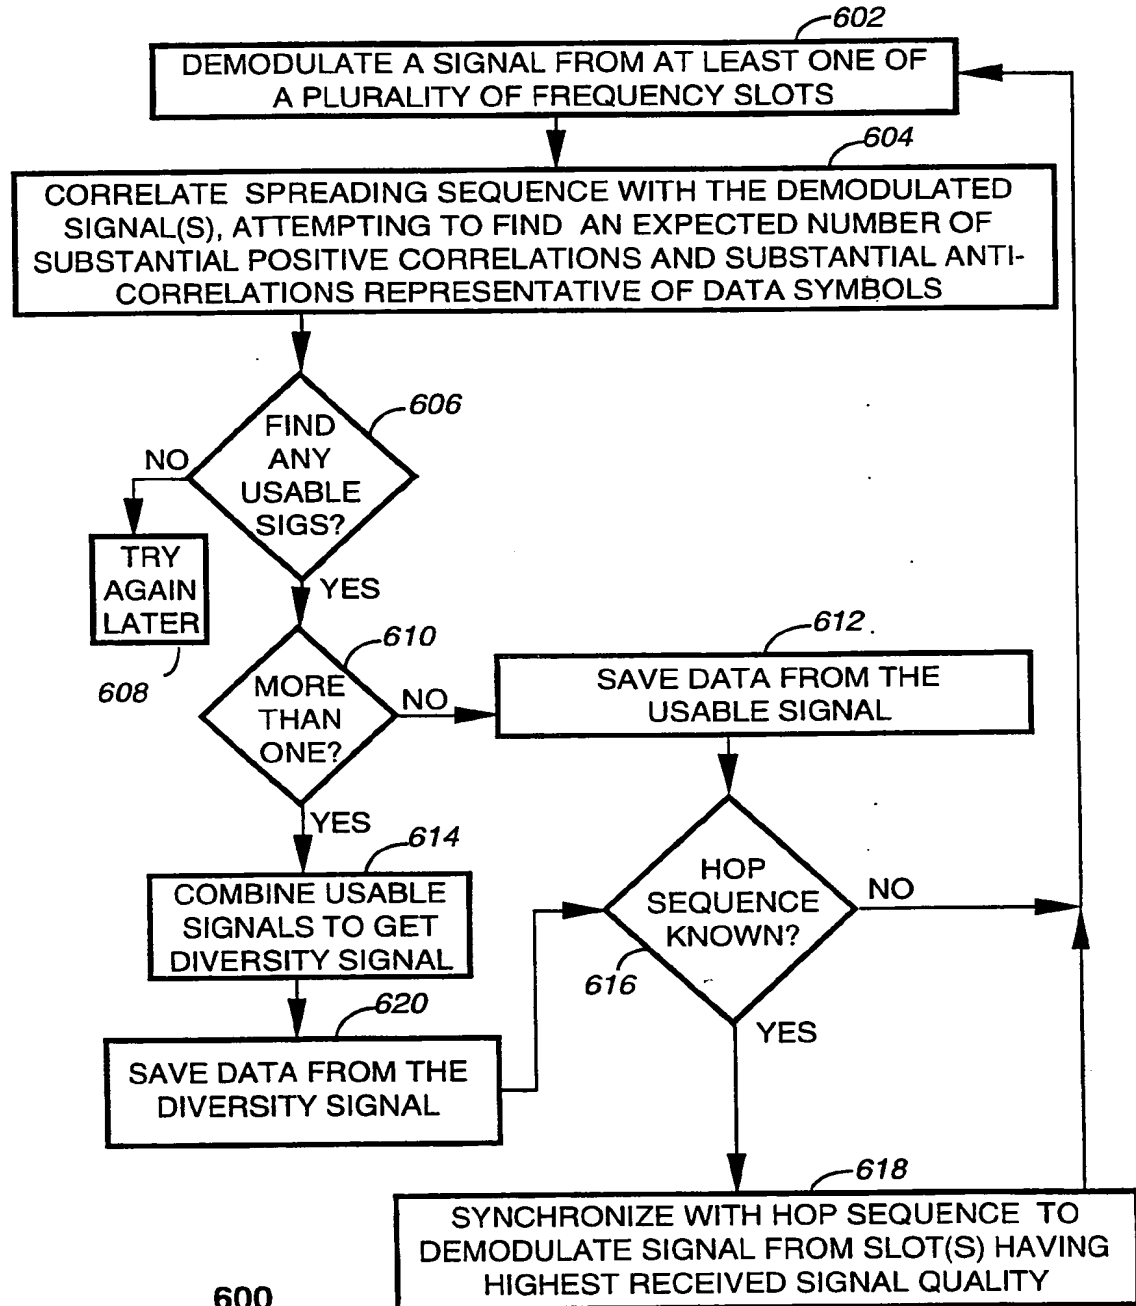 602
DEMODULATE A SIGNAL FROM AT LEAST ONE OF
A PLURALITY OF FREQUENCY SLOTS
604
CORRELATE SPREADING SEQUENCE WITH THE DEMODULATED
SIGNAL(S), ATTEMPTING TO FIND AN EXPECTED NUMBER OF
SUBSTANTIAL POSITIVE CORRELATIONS AND SUBSTANTIAL ANTI-
CORRELATIONS REPRESENTATIVE OF DATA SYMBOLS
606
FIND
ANY
USABLE
SIGS?
NO
TRY
AGAIN
LATER
608
YES
610
MORE
THAN
ONE?
NO
612
SAVE DATA FROM THE
USABLE SIGNAL
YES
614
COMBINE USABLE
SIGNALS TO GET
DIVERSITY SIGNAL
620
SAVE DATA FROM THE
DIVERSITY SIGNAL
HOP
SEQUENCE
KNOWN?
616
NO
YES
618
SYNCHRONIZE WITH HOP SEQUENCE TO
DEMODULATE SIGNAL FROM SLOT(S) HAVING
HIGHEST RECEIVED SIGNAL QUALITY
600